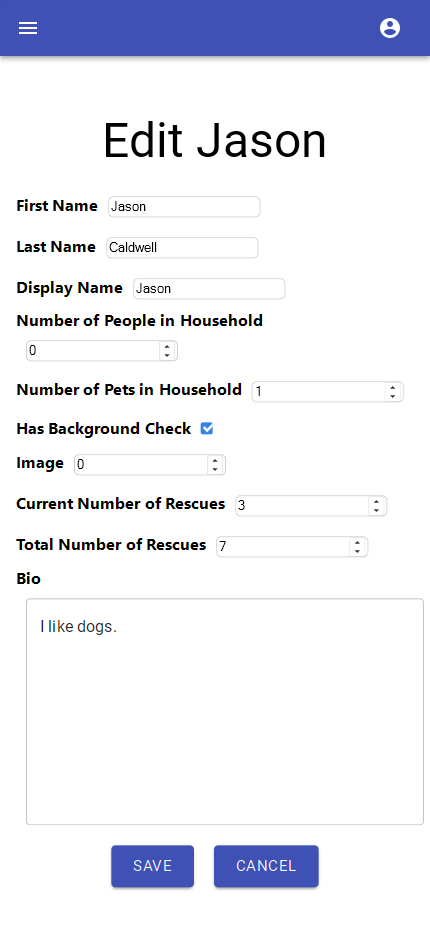 Edit Jason
First Name Jason
Last Name Caldwell
Display Name Jason
Number of People in Household
0
Number of Pets in Household 1
Has Background Check
Image 0
Current Number of Rescues 3
Total Number of Rescues 7
Bio
I like dogs.
SAVE CANCEL